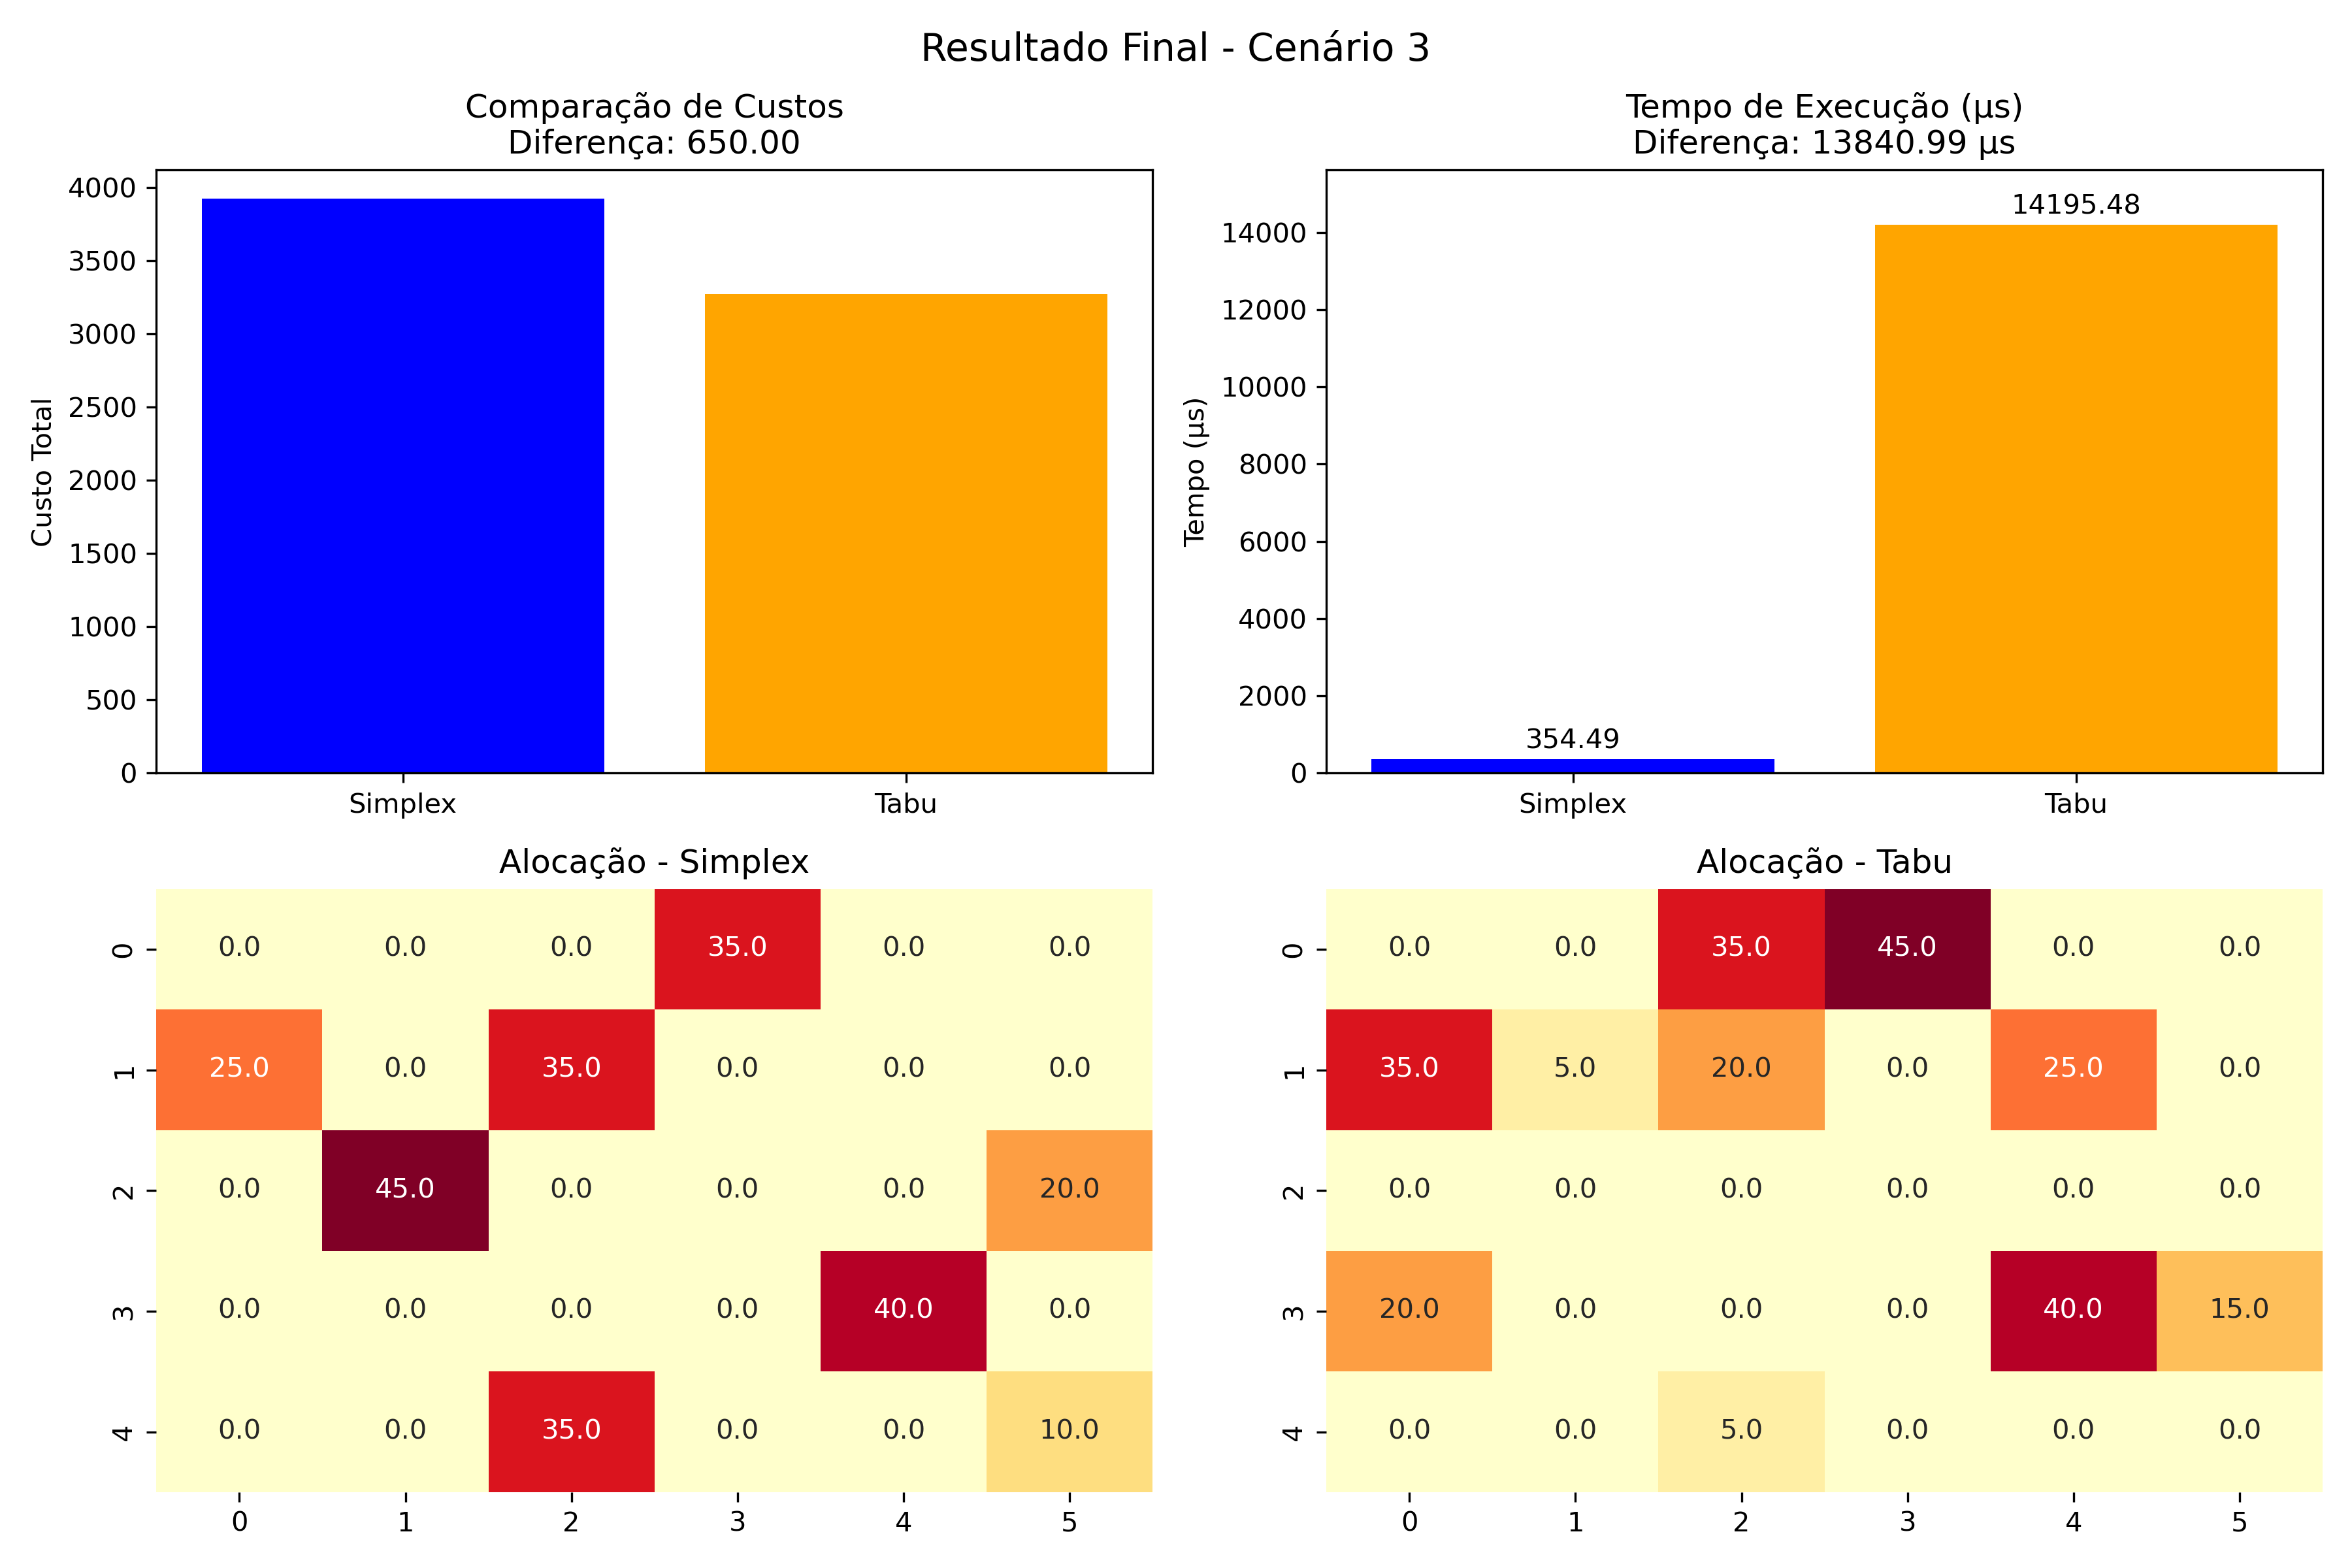 Resultado Final - Cenário 3
Comparação de Custos
Diferença: 650.00
Custo Total
4000
3500
3000
2500
2000
1500
1000
500
0
Simplex
Tabu
Tempo de Execução (µs)
Diferença: 13840.99 µs
Tempo (µs)
14000
12000
10000
8000
6000
4000
2000
0
354.49
14195.48
Simplex
Tabu
Alocação - Simplex
0 0.0 0.0 0.0 35.0 0.0 0.0
1 25.0 0.0 35.0 0.0 0.0 0.0
2 0.0 45.0 0.0 0.0 0.0 20.0
3 0.0 0.0 0.0 0.0 40.0 0.0
4 0.0 0.0 35.0 0.0 0.0 10.0
0 1 2 3 4 5
Alocação - Tabu
0 0.0 0.0 35.0 45.0 0.0 0.0
1 35.0 5.0 20.0 0.0 25.0 0.0
2 0.0 0.0 0.0 0.0 0.0 0.0
3 20.0 0.0 0.0 0.0 40.0 15.0
4 0.0 0.0 5.0 0.0 0.0 0.0
0 1 2 3 4 5